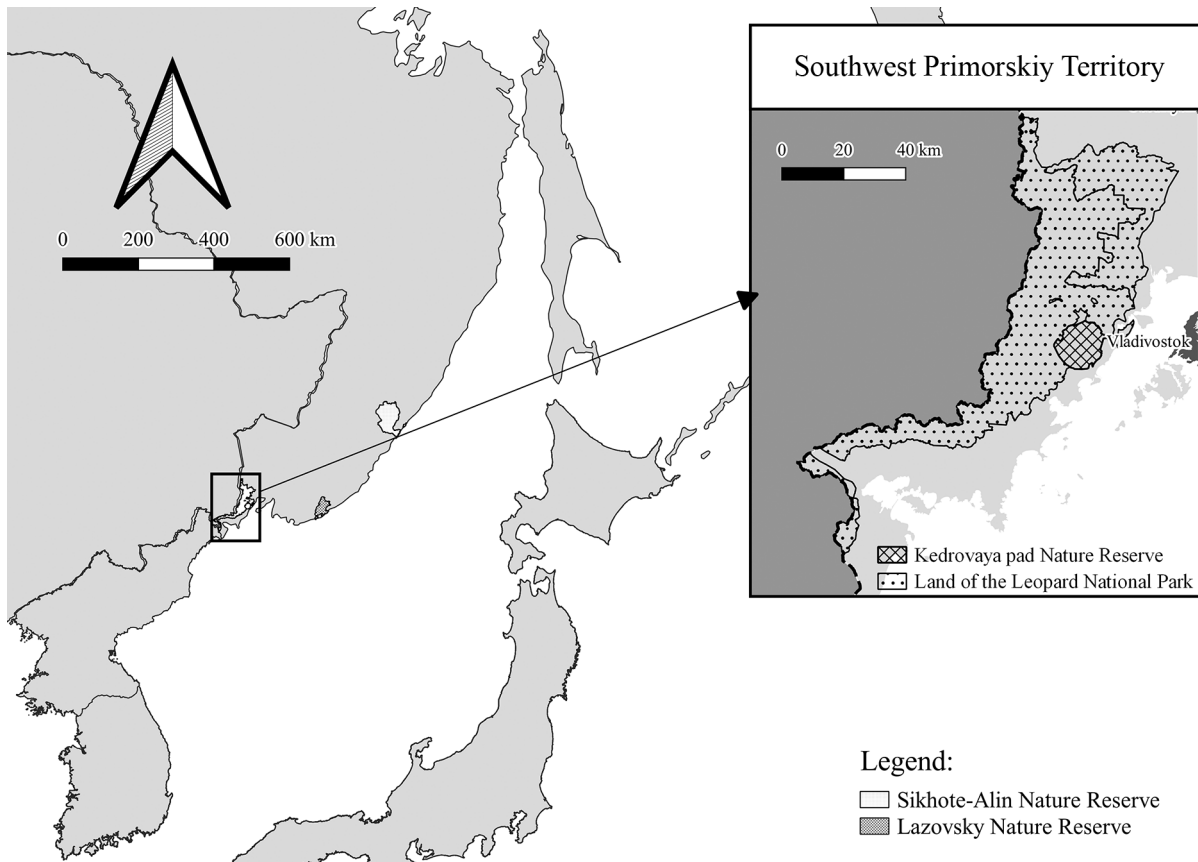 Southwest Primorskiy Territory
0 20 40 km
0 200 400 600 km
Vladivostok
Kedrovaya pad Nature Reserve
Land of the Leopard National Park
Legend:
Sikhote-Alin Nature Reserve
Lazovsky Nature Reserve